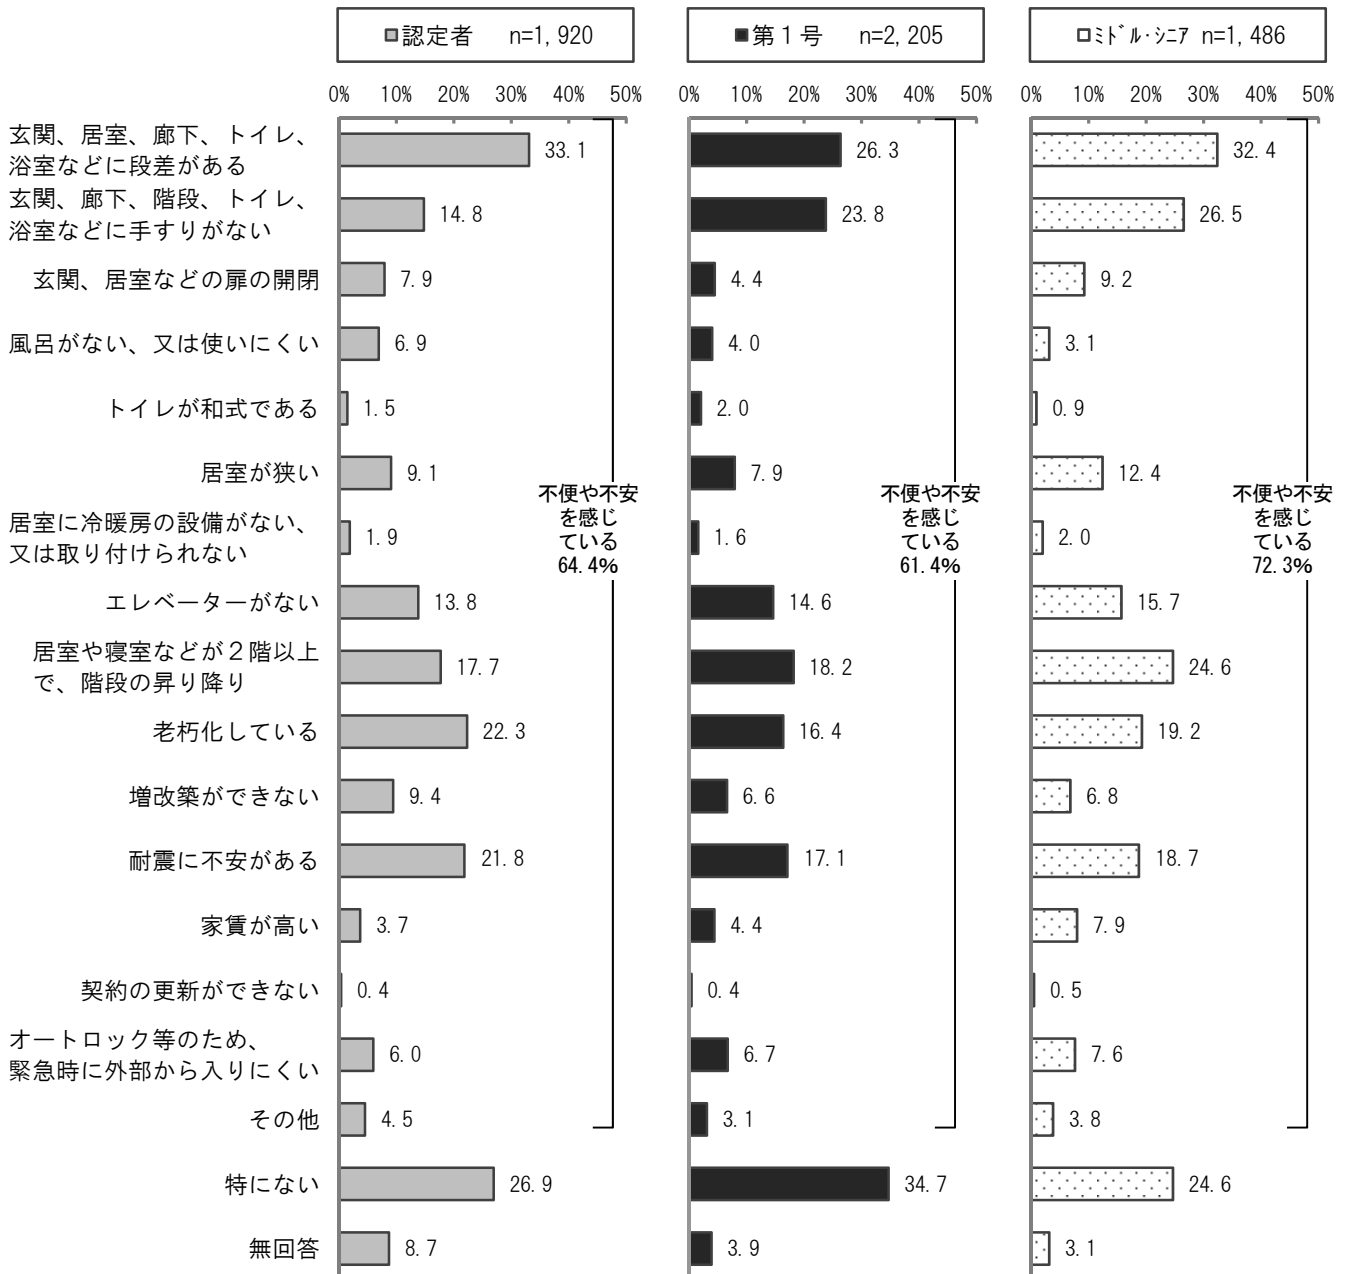 認定者 n=1,920
第１号 n=2,205
ﾐﾄﾞﾙ･ｼﾆｱ n=1,486
0% 10% 20% 30% 40% 50%
0% 10% 20% 30% 40% 50%
0% 10% 20% 30% 40% 50%
玄関、居室、廊下、トイレ、
浴室などに段差がある
33.1
26.3
32.4
玄関、廊下、階段、トイレ、
浴室などに手すりがない
14.8
23.8
26.5
玄関、居室などの扉の開閉
7.9
4.4
9.2
風呂がない、又は使いにくい
6.9
4.0
3.1
トイレが和式である
1.5
2.0
0.9
居室が狭い
9.1
7.9
12.4
不便や不安
を感じ
ている
64.4%
不便や不安
を感じ
ている
61.4%
不便や不安
を感じ
ている
72.3%
居室に冷暖房の設備がない、
又は取り付けられない
1.9
1.6
2.0
エレベーターがない
13.8
14.6
15.7
居室や寝室などが２階以上
で、階段の昇り降り
17.7
18.2
24.6
老朽化している
22.3
16.4
19.2
増改築ができない
9.4
6.6
6.8
耐震に不安がある
21.8
17.1
18.7
家賃が高い
3.7
4.4
7.9
契約の更新ができない
0.4
0.4
0.5
オートロック等のため、
緊急時に外部から入りにくい
6.0
6.7
7.6
その他
4.5
3.1
3.8
特にない
26.9
34.7
24.6
無回答
8.7
3.9
3.1